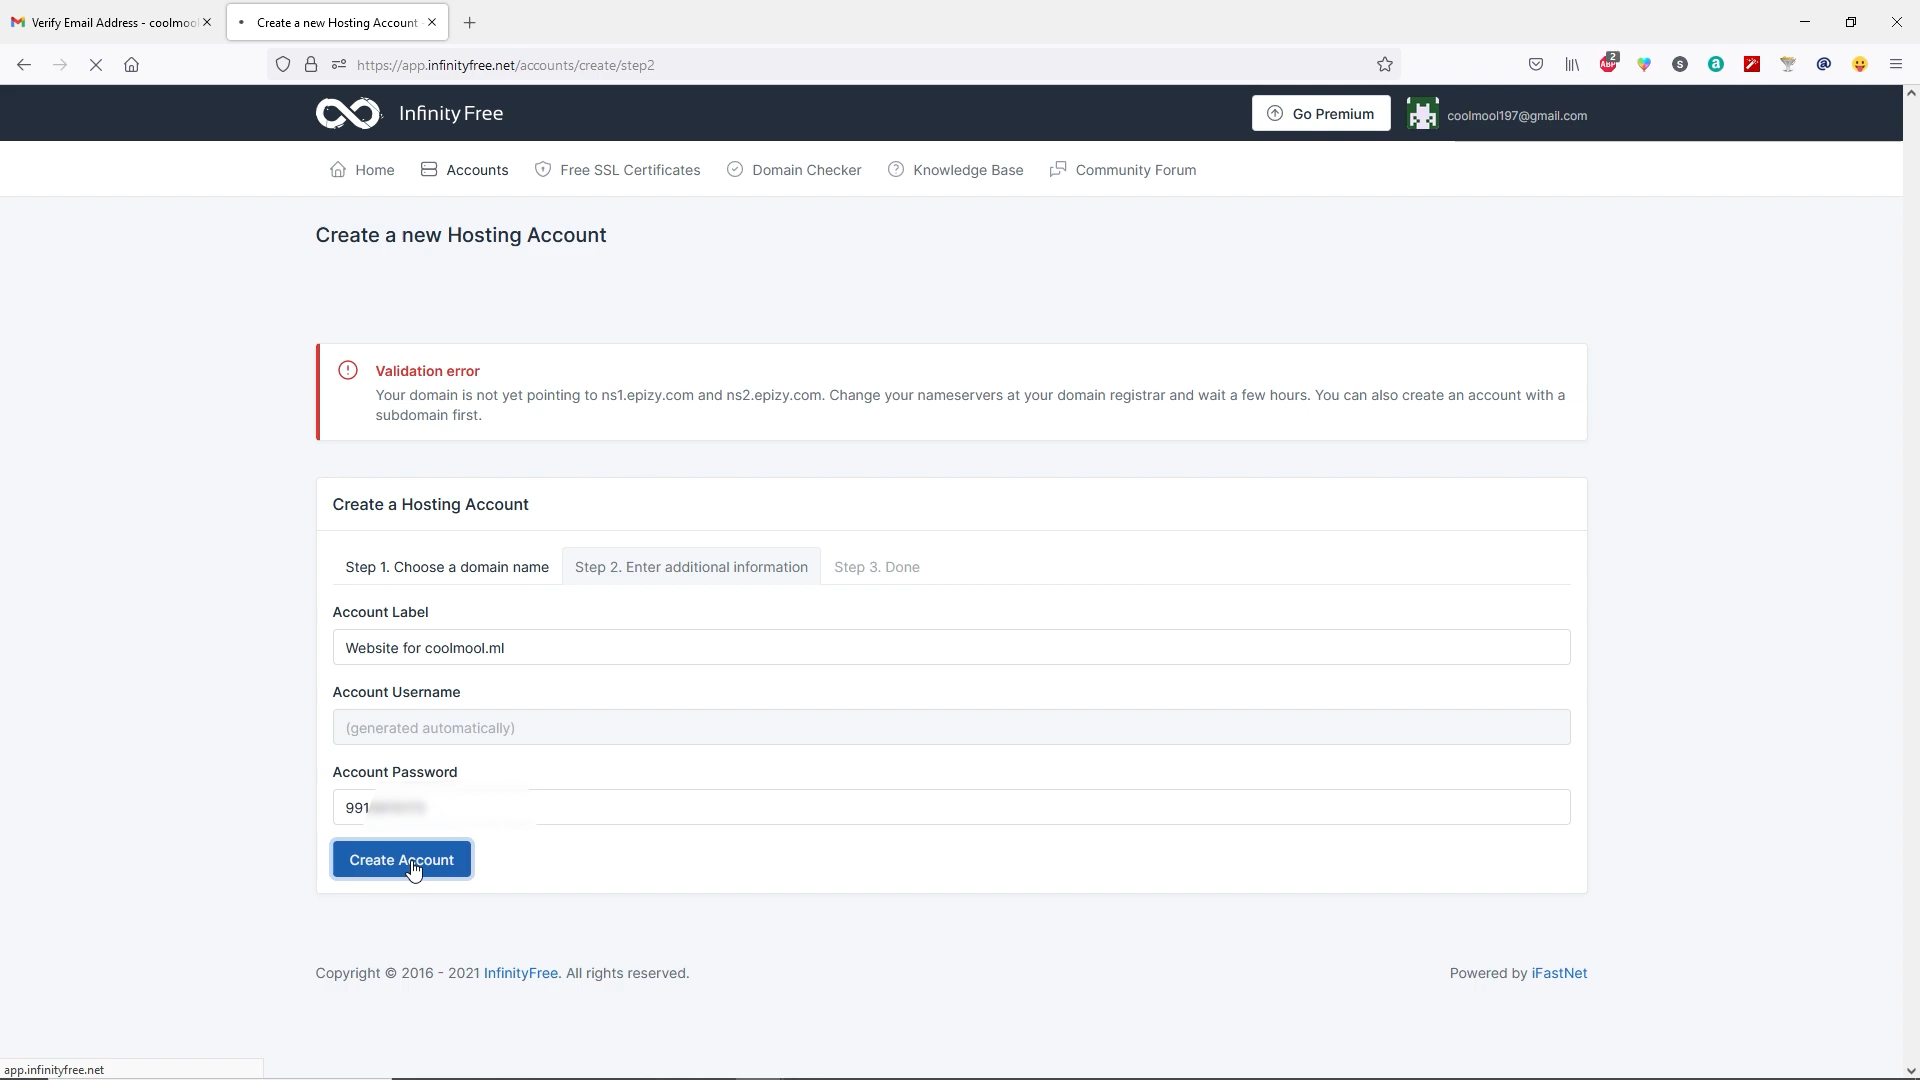 Verify Email Address - coolmool
Create a new Hosting Account
https://app.infinityfree.net/accounts/create/step2
2
ABP
S
a
@
InfinityFree
Go Premium
coolmool197@gmail.com
Home
Accounts
Free SSL Certificates
Domain Checker
Knowledge Base
Community Forum
Create a new Hosting Account
Validation error
Your domain is not yet pointing to ns1.epizy.com and ns2.epizy.com. Change your nameservers at your domain registrar and wait a few hours. You can also create an account with a
subdomain first.
Create a Hosting Account
Step 1. Choose a domain name
Step 2. Enter additional information
Step 3. Done
Account Label
Website for coolmool.ml
Account Username
(generated automatically)
Account Password
991
Create Account
Copyright © 2016 - 2021 InfinityFree. All rights reserved.
Powered by iFastNet
app.infinityfree.net